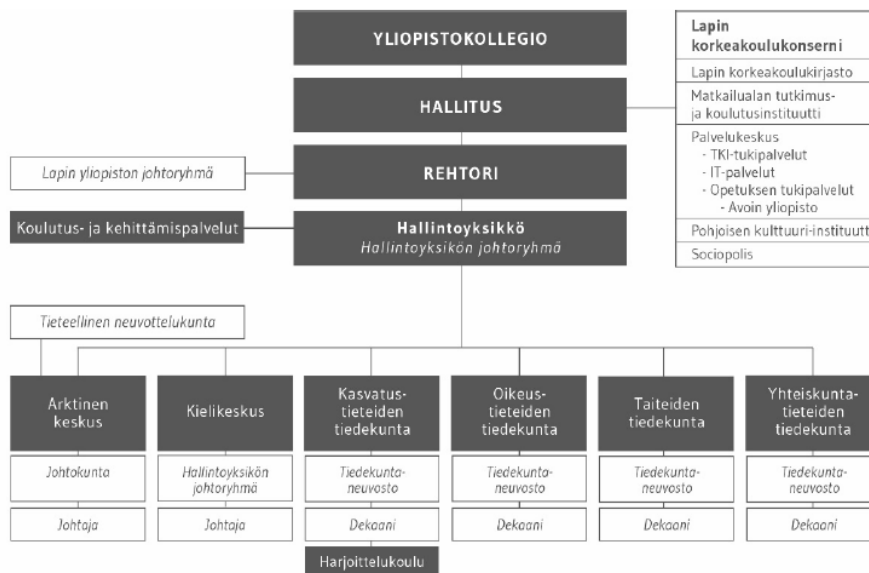 YLIOPISTOKOLLEGIO
HALLITUS
REHTORI
Hallintoyksikkö
Hallintoyksikön johtoryhmä
Lapin yliopiston johtoryhmä
Koulutus- ja kehittämispalvelut
Lapin
korkeakoulukonserni
Lapin korkeakoulukirjasto
Matkailualan tutkimus-
ja koulutusinstituutti
Palvelukeskus
- TKI-tukipalvelut
- IT-palvelut
- Opetuksen tukipalvelut
- Avoin yliopisto
Pohjoisen kulttuuri-instituutt
Sociopolis
Tieteellinen neuvottelukunta
Arktinen
keskus
Johtokunta
Johtaja
Kielikeskus
Hallintoyksikön
johtoryhmä
Johtaja
Kasvatus-
tieteiden
tiedekunta
Tiedekunta-
neuvosto
Dekaani
Harjoittelukoulu
Oikeus-
tieteiden
tiedekunta
Tiedekunta-
neuvosto
Dekaani
Taiteiden
tiedekunta
Tiedekunta-
neuvosto
Dekaani
Yhteiskunta-
tieteiden
tiedekunta
Tiedekunta-
neuvosto
Dekaani